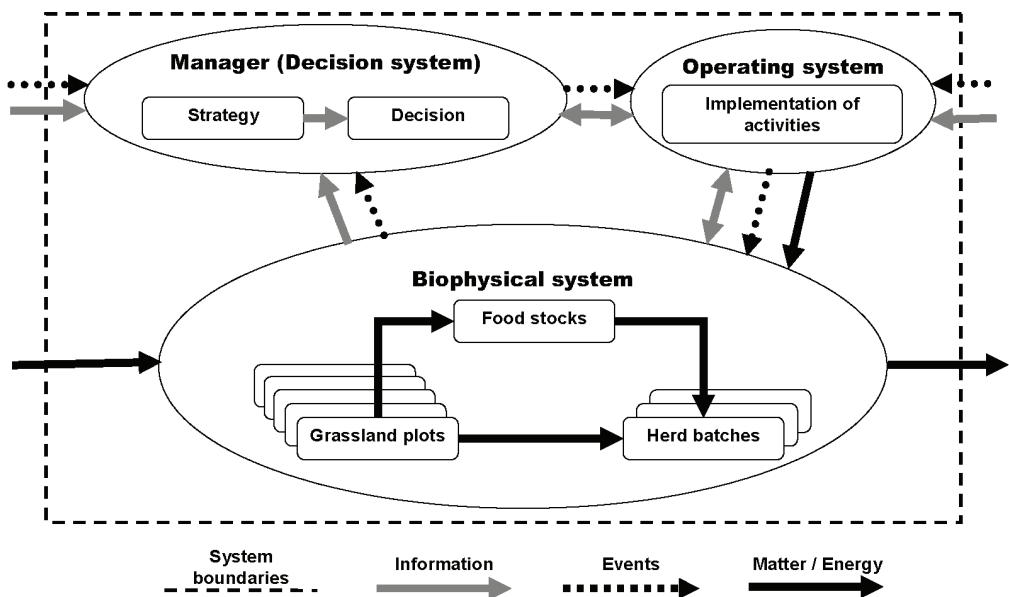 Manager (Decision system)
Strategy
Decision
Operating system
Implementation of
activities
Biophysical system
Food stocks
Grassland plots
Herd batches
System
boundaries
Information
Events
Matter / Energy